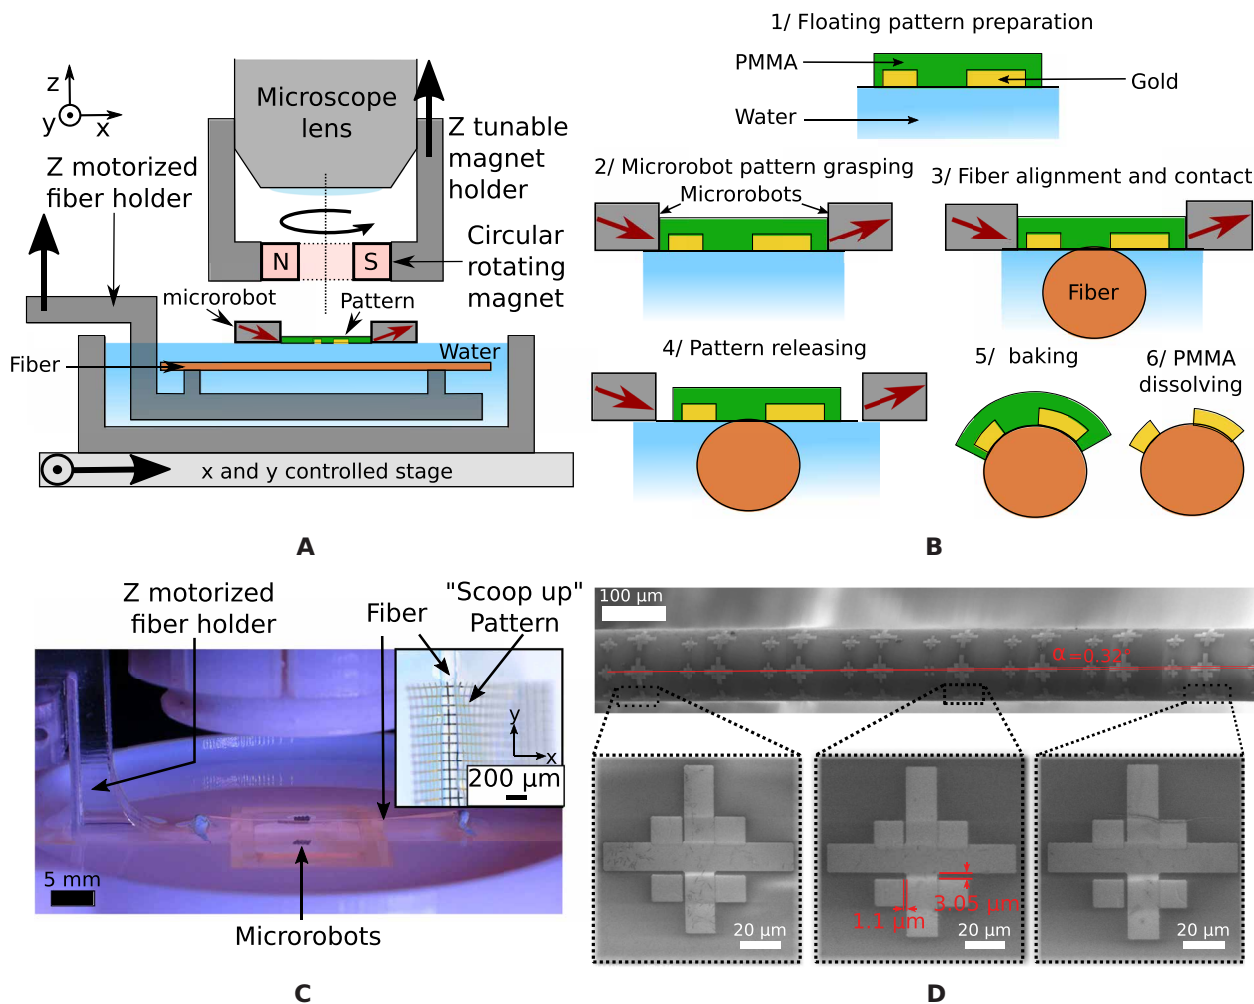 z
y
x
Microscope
lens
Z tunable
magnet
holder
Z motorized
fiber holder
Circular
rotating
magnet
N
S
microrobot
Pattern
Fiber
Water
x and y controlled stage
A
1/ Floating pattern preparation
PMMA
Gold
Water
2/ Microrobot pattern grasping
Microrobots
3/ Fiber alignment and contact
Fiber
4/ Pattern releasing
5/ baking
6/ PMMA
dissolving
B
Z motorized
fiber holder
Fiber
"Scoop up"
Pattern
y
x
200 µm
5 mm
Microrobots
C
100 µm
α=0.32°
1.1 µm
3.05 µm
20 µm
20 µm
20 µm
D